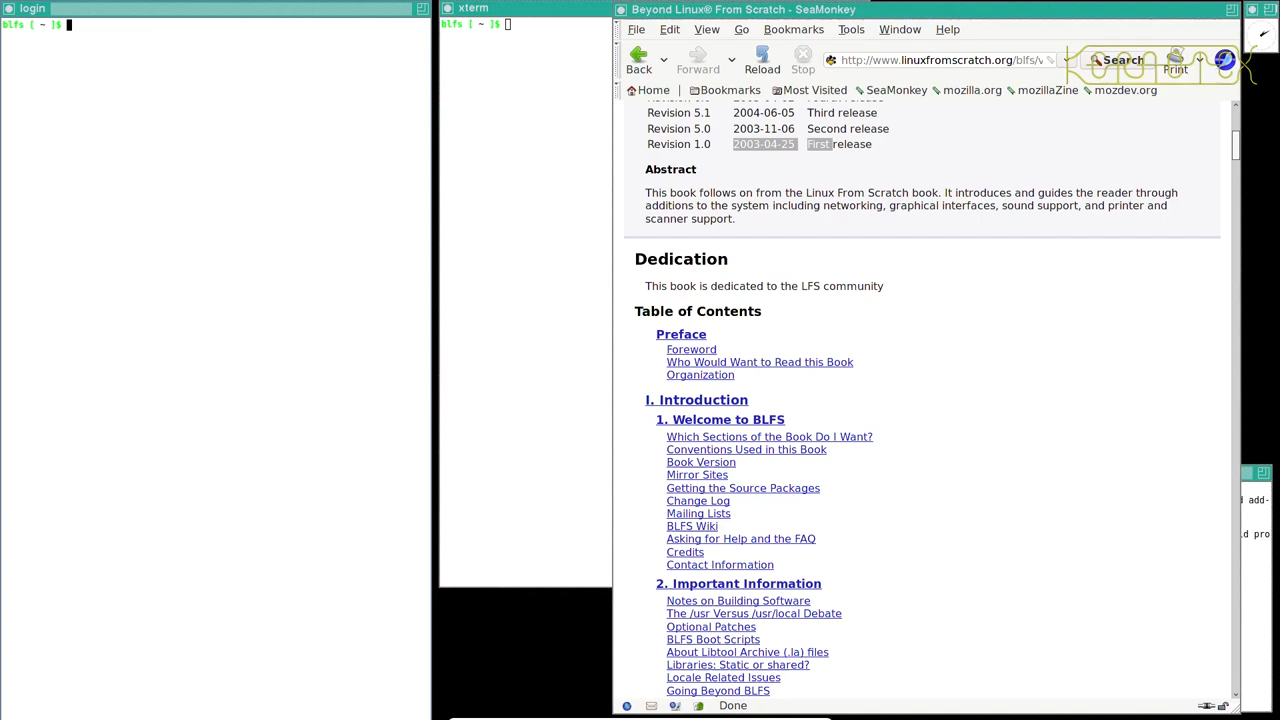 login
blfs [ ~ ]$
xterm
blfs [ ~ ]$
Beyond Linux® From Scratch - SeaMonkey
File Edit View Go Bookmarks Tools Window Help
Back Forward Reload Stop http://www.linuxfromscratch.org/blfs/v Search Print
Home Bookmarks Most Visited SeaMonkey mozilla.org mozillaZine mozdev.org
Revision 5.1 2004-06-05 Third release
Revision 5.0 2003-11-06 Second release
Revision 1.0 2003-04-25 First release
Abstract
This book follows on from the Linux From Scratch book. It introduces and guides the reader through
additions to the system including networking, graphical interfaces, sound support, and printer and
scanner support.
Dedication
This book is dedicated to the LFS community
Table of Contents
Preface
Foreword
Who Would Want to Read this Book
Organization
I. Introduction
1. Welcome to BLFS
Which Sections of the Book Do I Want?
Conventions Used in this Book
Book Version
Mirror Sites
Getting the Source Packages
Change Log
Mailing Lists
BLFS Wiki
Asking for Help and the FAQ
Credits
Contact Information
2. Important Information
Notes on Building Software
The /usr Versus /usr/local Debate
Optional Patches
BLFS Boot Scripts
About Libtool Archive (.la) files
Libraries: Static or shared?
Locale Related Issues
Going Beyond BLFS
Done
d add-
ld pro